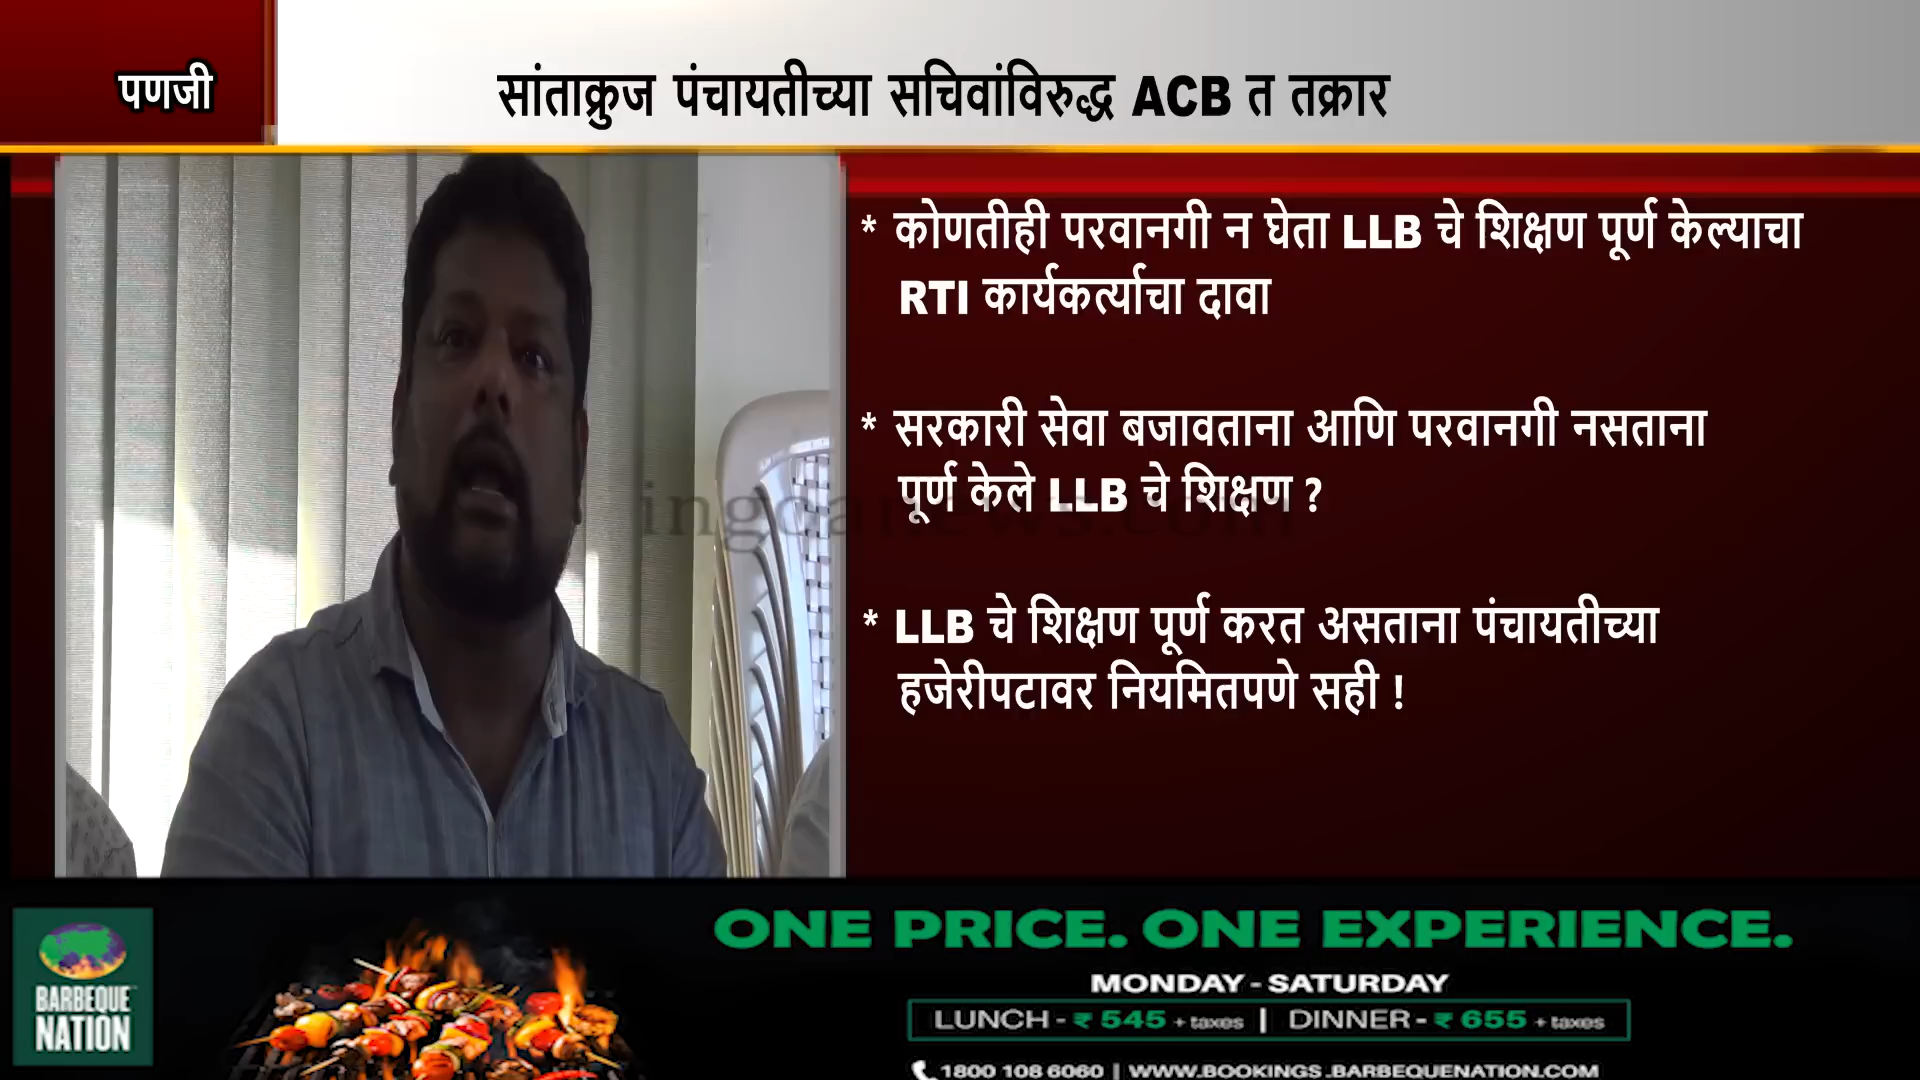 पणजी
सांताक्रुज पंचायतीच्या सचिवांविरुद्ध ACB त तक्रार
* कोणतीही परवानगी न घेता LLB चे शिक्षण पूर्ण केल्याचा
RTI कार्यकर्त्याचा दावा
* सरकारी सेवा बजावताना आणि परवानगी नसताना
पूर्ण केले LLB चे शिक्षण ?
ingoanews.com
* LLB चे शिक्षण पूर्ण करत असताना पंचायतीच्या
हजेरीपटावर नियमितपणे सही !
BARBEQUE
NATION
ONE PRICE. ONE EXPERIENCE.
MONDAY - SATURDAY
LUNCH - ₹ 545 + taxes | DINNER - ₹ 655 + taxes
1800 108 6060 | WWW.BOOKINGS.BARBEQUENATION.COM